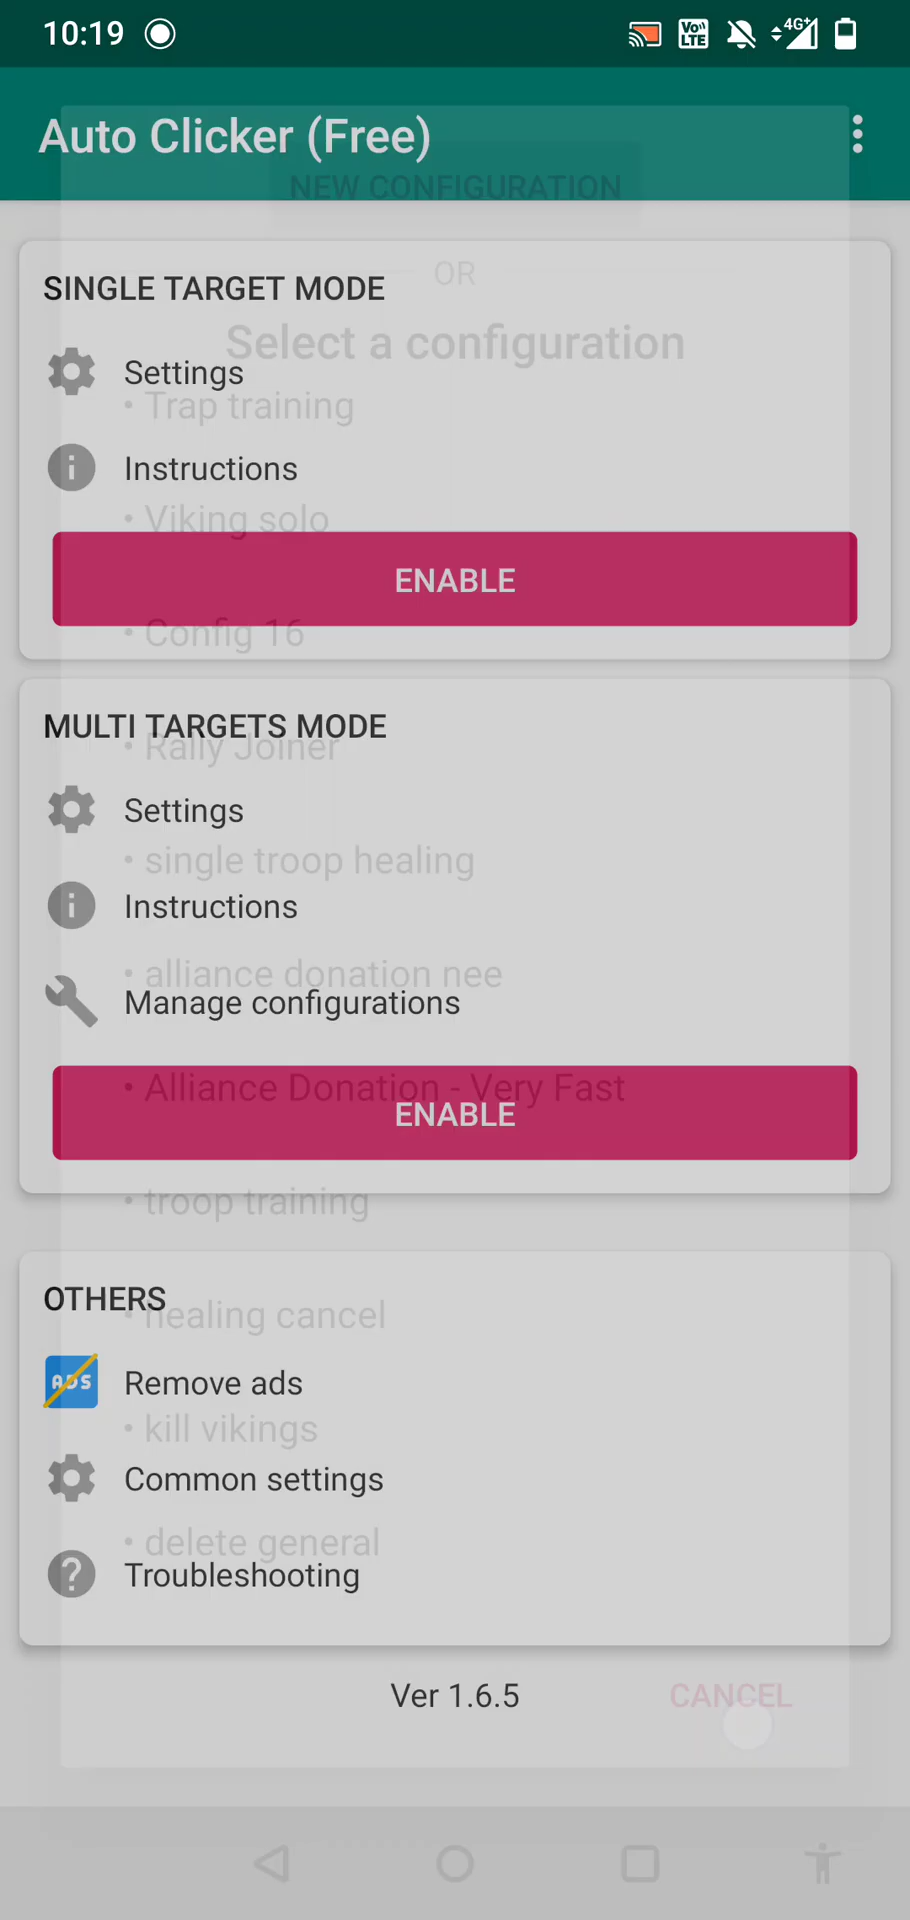 10:19
Vo
LTE
4G+
Auto Clicker (Free)
NEW CONFIGURATION
OR
SINGLE TARGET MODE
Select a configuration
Settings
• Trap training
Instructions
• Viking solo
ENABLE
• Config 16
MULTI TARGETS MODE
• Rally Joiner
Settings
• single troop healing
Instructions
• alliance donation nee
Manage configurations
• Alliance Donation - Very Fast
ENABLE
• troop training
OTHERS
• healing cancel
ADS
Remove ads
• kill vikings
Common settings
• delete general
Troubleshooting
Ver 1.6.5
CANCEL